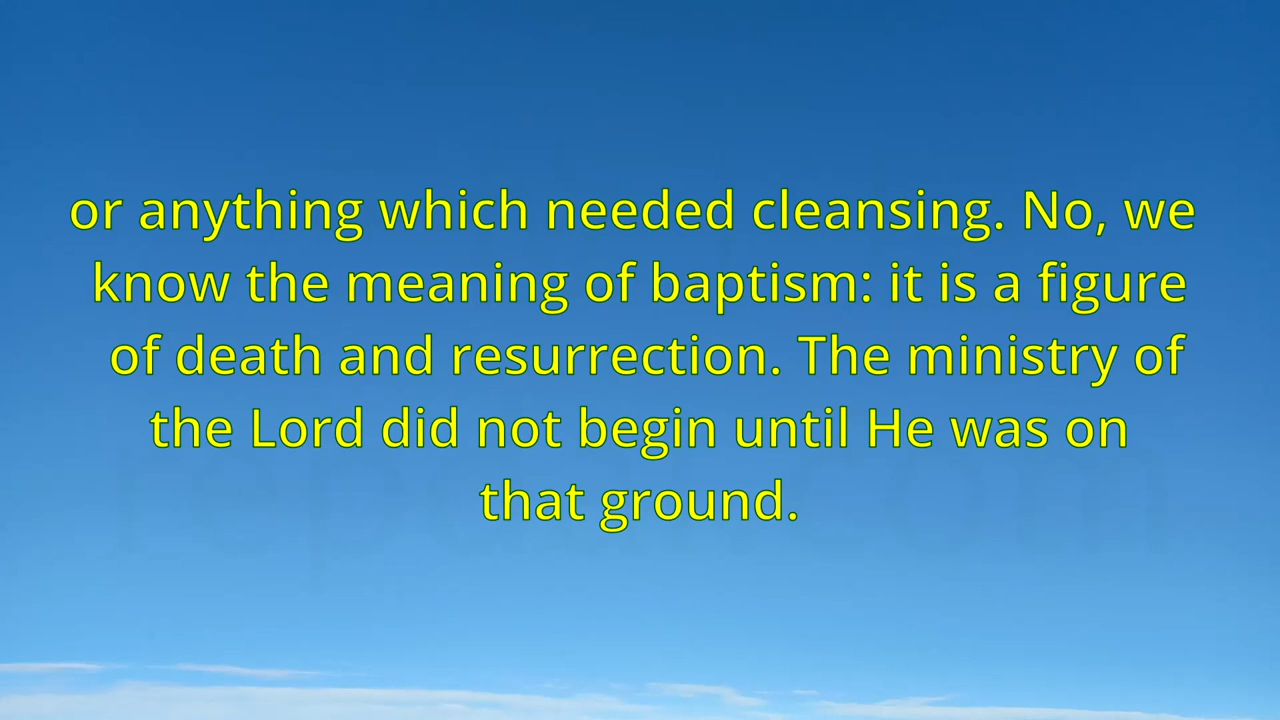 or anything which needed cleansing. No, we
know the meaning of baptism: it is a figure
of death and resurrection. The ministry of
the Lord did not begin until He was on
that ground.